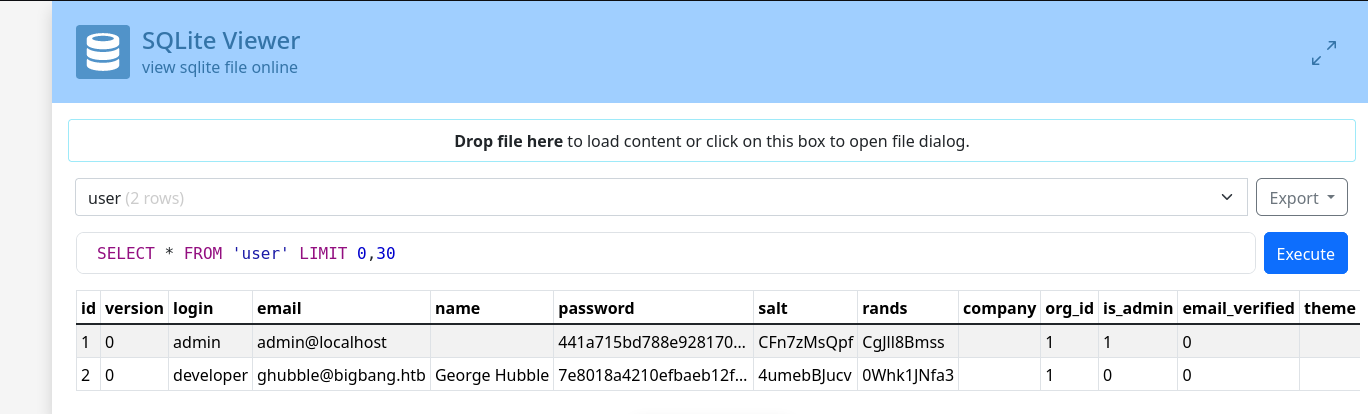 SQLite Viewer
view sqlite file online
Drop file here to load content or click on this box to open file dialog.
user (2 rows) Export
SELECT * FROM 'user' LIMIT 0,30 Execute
id version login email name password salt rands company org_id is_admin email_verified theme
1 0 admin admin@localhost 441a715bd788e928170... CFn7zMsQpf CgJll8Bmss 1 1 0
2 0 developer ghubble@bigbang.htb George Hubble 7e8018a4210efbaeb12f... 4umebBJucv 0Whk1JNfa3 1 0 0